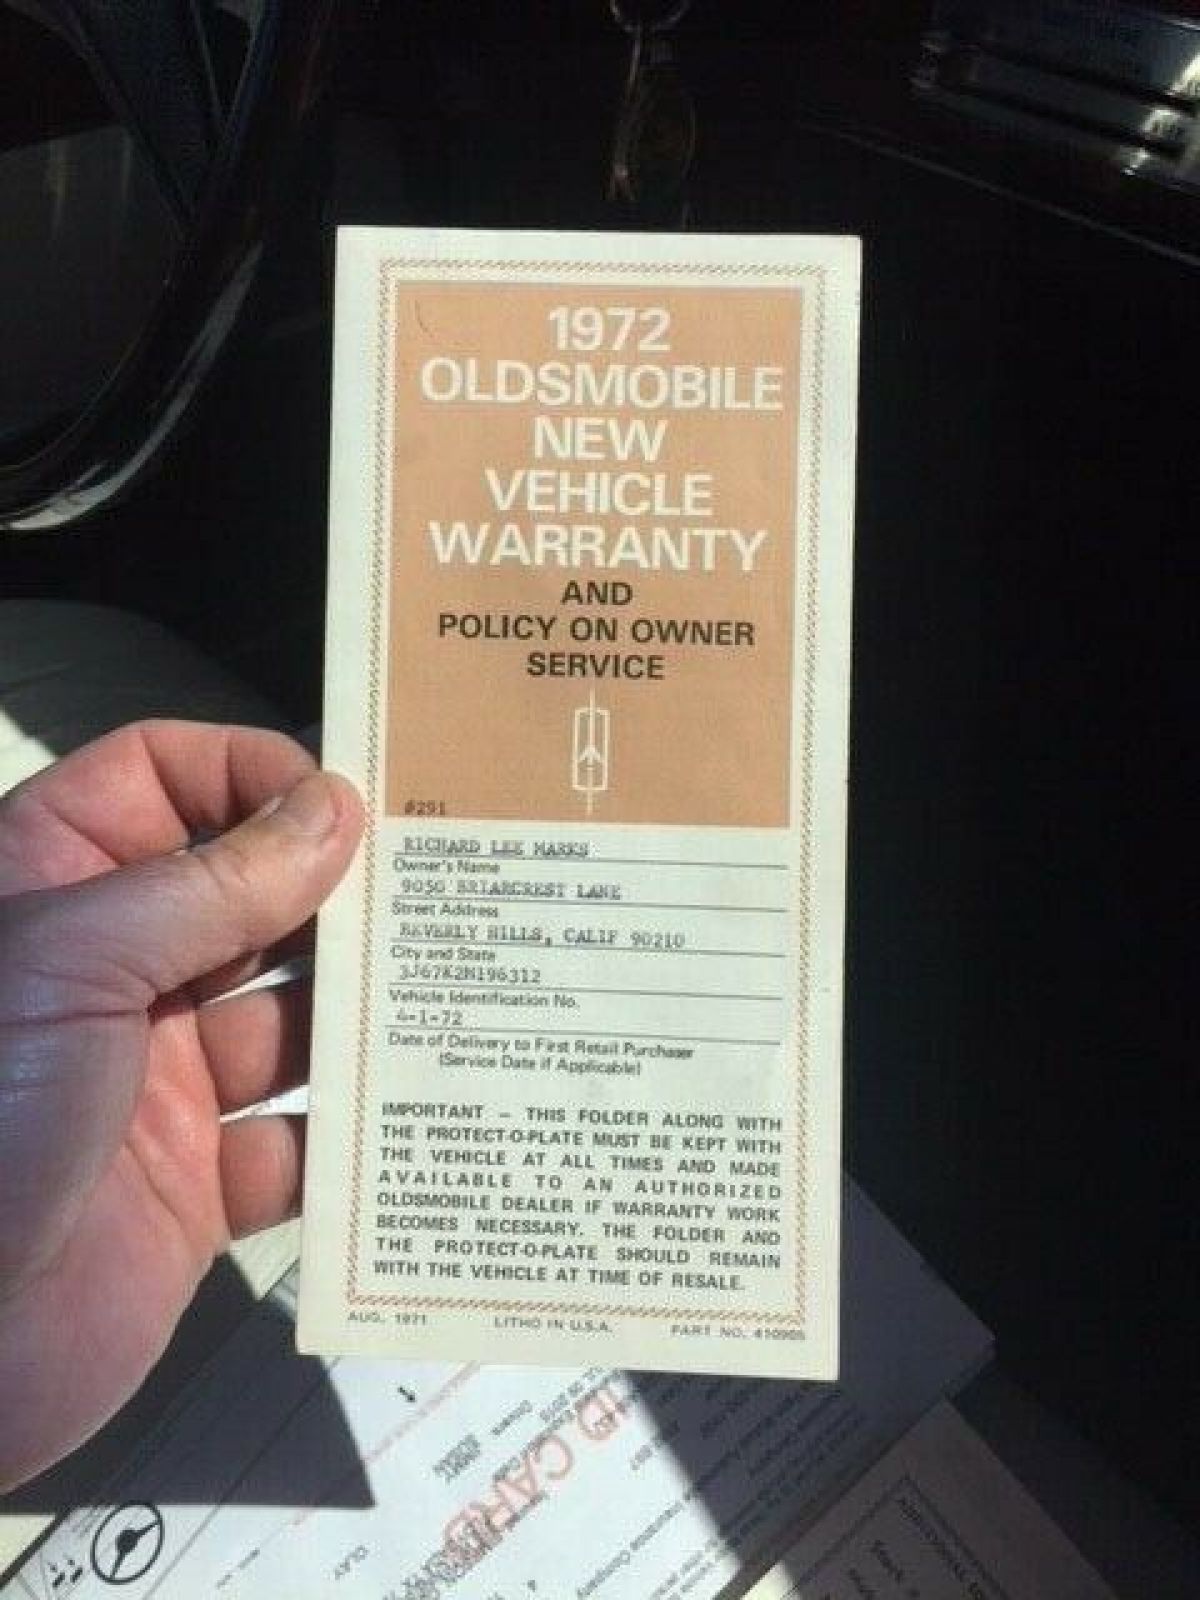 1972
OLDSMOBILE
NEW
VEHICLE
WARRANTY
AND
POLICY ON OWNER
SERVICE
#291
RICHARD LEE MARKS
Owner's Name
9050 BRIARCREST LANE
Street Address
BEVERLY HILLS, CALIF 90210
City and State
3J67K2M196312
Vehicle Identification No.
4-1-72
Date of Delivery to First Retail Purchaser
(Service Date if Applicable)
IMPORTANT – THIS FOLDER ALONG WITH
THE PROTECT-O-PLATE MUST BE KEPT WITH
THE VEHICLE AT ALL TIMES AND MADE
AVAILABLE TO AN AUTHORIZED
OLDSMOBILE DEALER IF WARRANTY WORK
BECOMES NECESSARY. THE FOLDER AND
THE PROTECT-O-PLATE SHOULD REMAIN
WITH THE VEHICLE AT TIME OF RESALE.
AUG. 1971 LITHO IN U.S.A. PART NO. 410905
ID CARD
CLAY